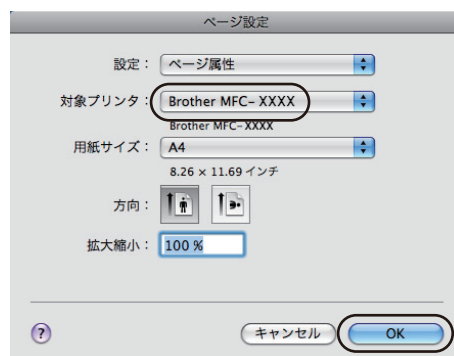 ページ設定
設定： ページ属性
対象プリンタ： Brother MFC- XXXX
Brother MFC-XXXX
用紙サイズ： A4
8.26 × 11.69 インチ
方向：
拡大縮小： 100 %
? キャンセル OK